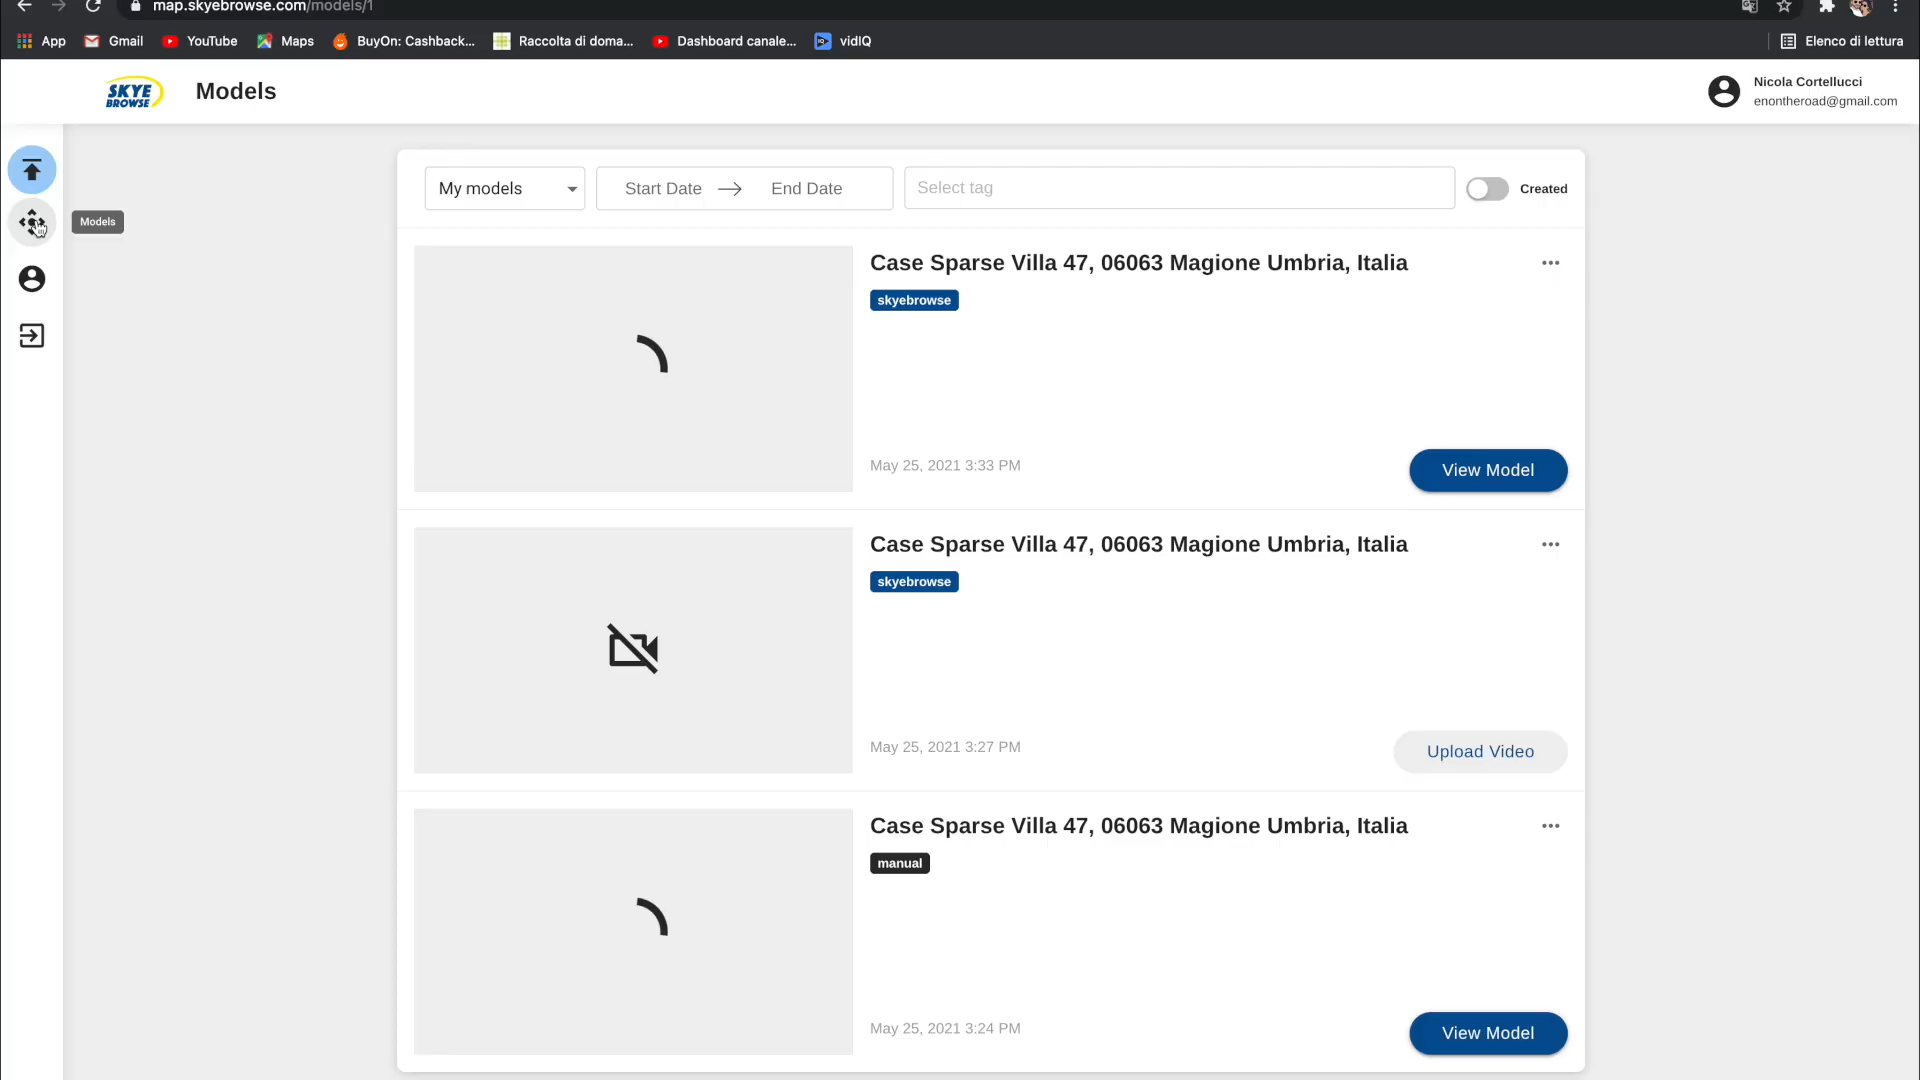 map.skyebrowse.com/models/1
App Gmail YouTube Maps BuyOn: Cashback... Raccolta di doma... Dashboard canale... vidIQ Elenco di lettura
SKYE
BROWSE
Models
Nicola Cortellucci
enontheroad@gmail.com
Models
My models Start Date End Date Select tag Created
Case Sparse Villa 47, 06063 Magione Umbria, Italia
skyebrowse
May 25, 2021 3:33 PM
View Model
Case Sparse Villa 47, 06063 Magione Umbria, Italia
skyebrowse
May 25, 2021 3:27 PM
Upload Video
Case Sparse Villa 47, 06063 Magione Umbria, Italia
manual
May 25, 2021 3:24 PM
View Model